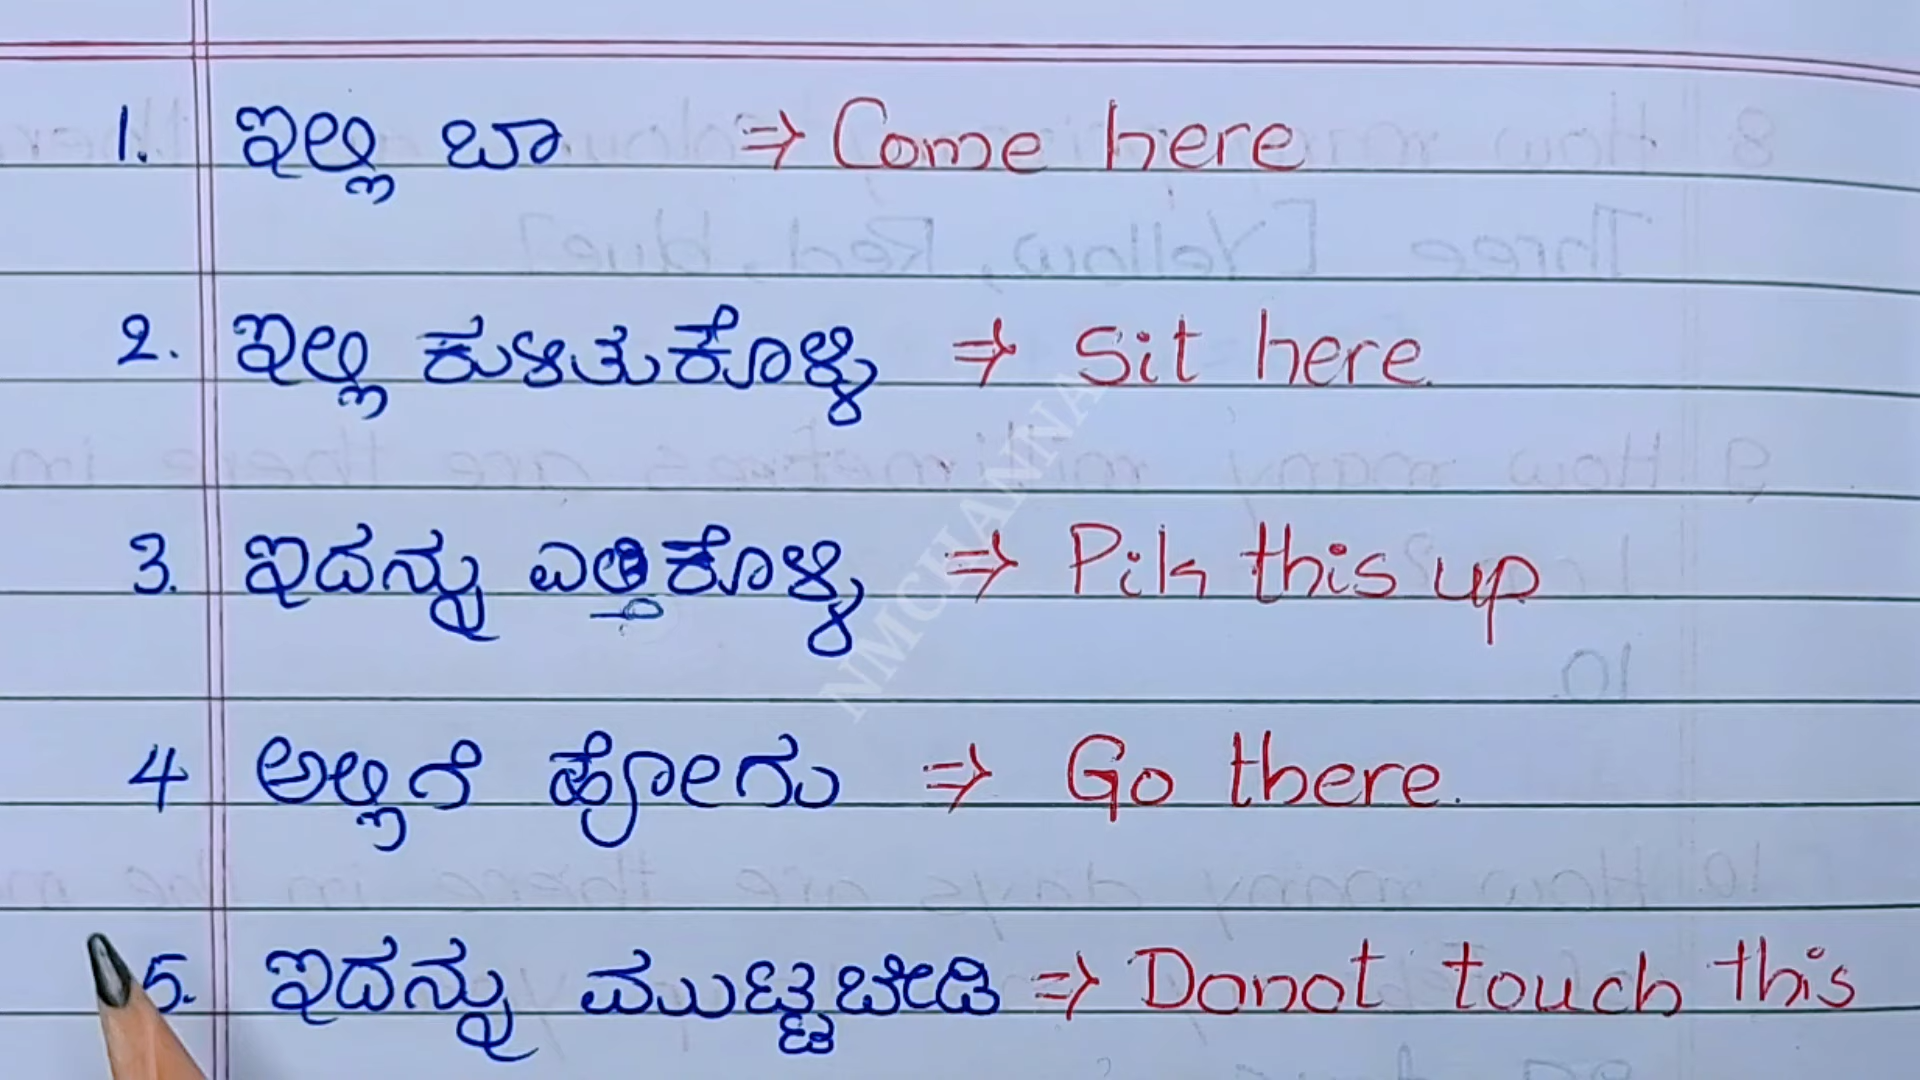 1. ಇಲ್ಲಿ ಬಾ ⇒ Come here
2. ಇಲ್ಲಿ ಕುಳಿತುಕೊಳ್ಳಿ ⇒ Sit here.
3. ಇದನ್ನು ಎತ್ತಿಕೊಳ್ಳಿ ⇒ Pik this up
4 ಅಲ್ಲಿಗೆ ಹೋಗು ⇒ Go there.
5. ಇದನ್ನು ಮುಟ್ಟಬೇಡಿ ⇒ Donot touch this
NMCHANNA